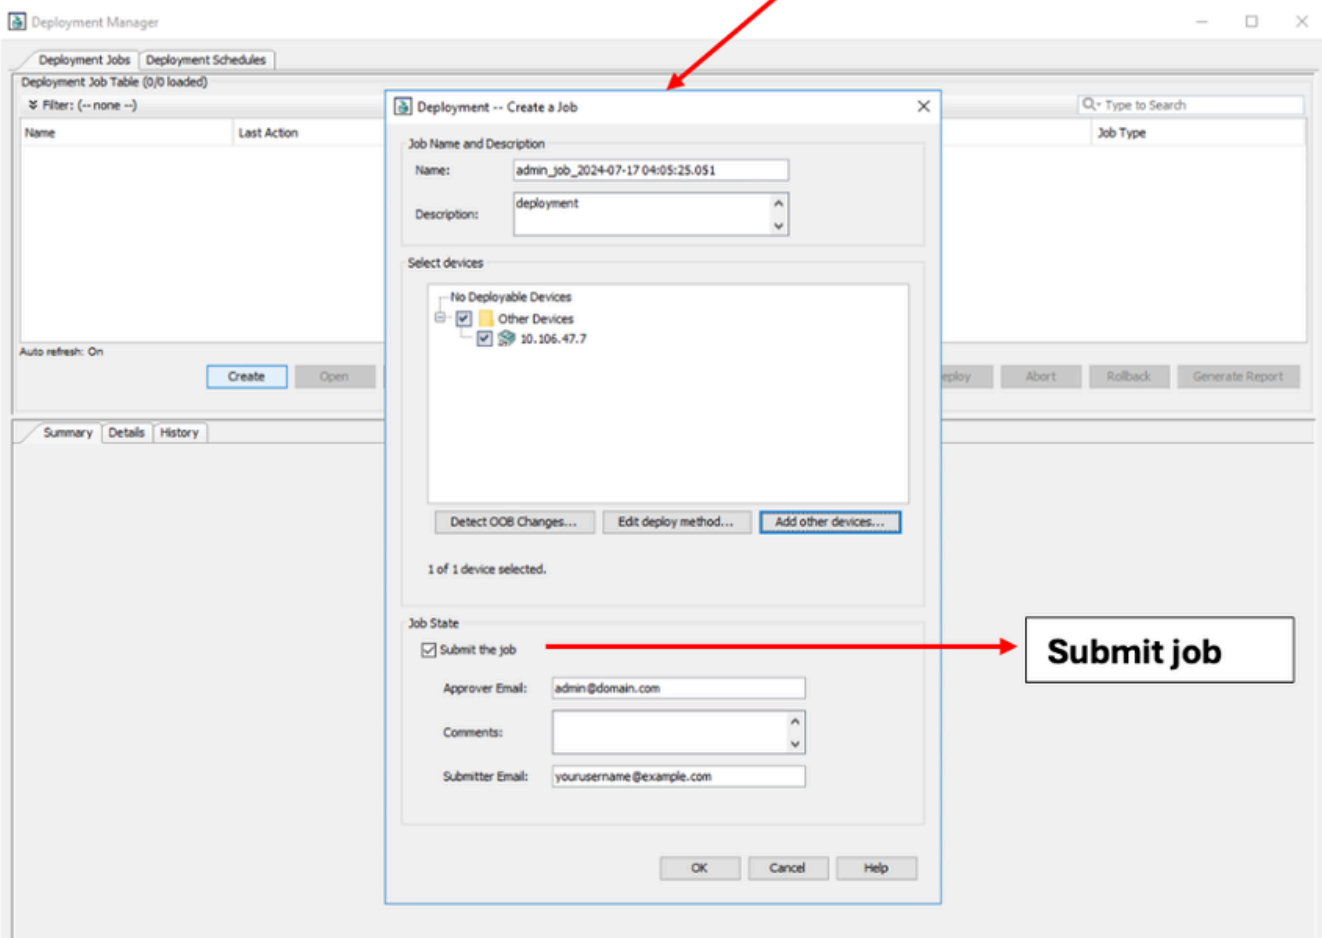 Deployment Manager
Deployment Jobs Deployment Schedules
Deployment Job Table (0/0 loaded)
Filter: (-- none --)
Type to Search
Name Last Action Job Type
Deployment -- Create a Job
Job Name and Description
Name: admin_job_2024-07-17 04:05:25.051
Description: deployment
Select devices
No Deployable Devices
Other Devices
10.106.47.7
Auto refresh: On
Create Open eploy Abort Rollback Generate Report
Summary Details History
Detect OOB Changes... Edit deploy method... Add other devices...
1 of 1 device selected.
Job State
Submit the job
Submit job
Approver Email: admin@domain.com
Comments:
Submitter Email: yourusername@example.com
OK Cancel Help